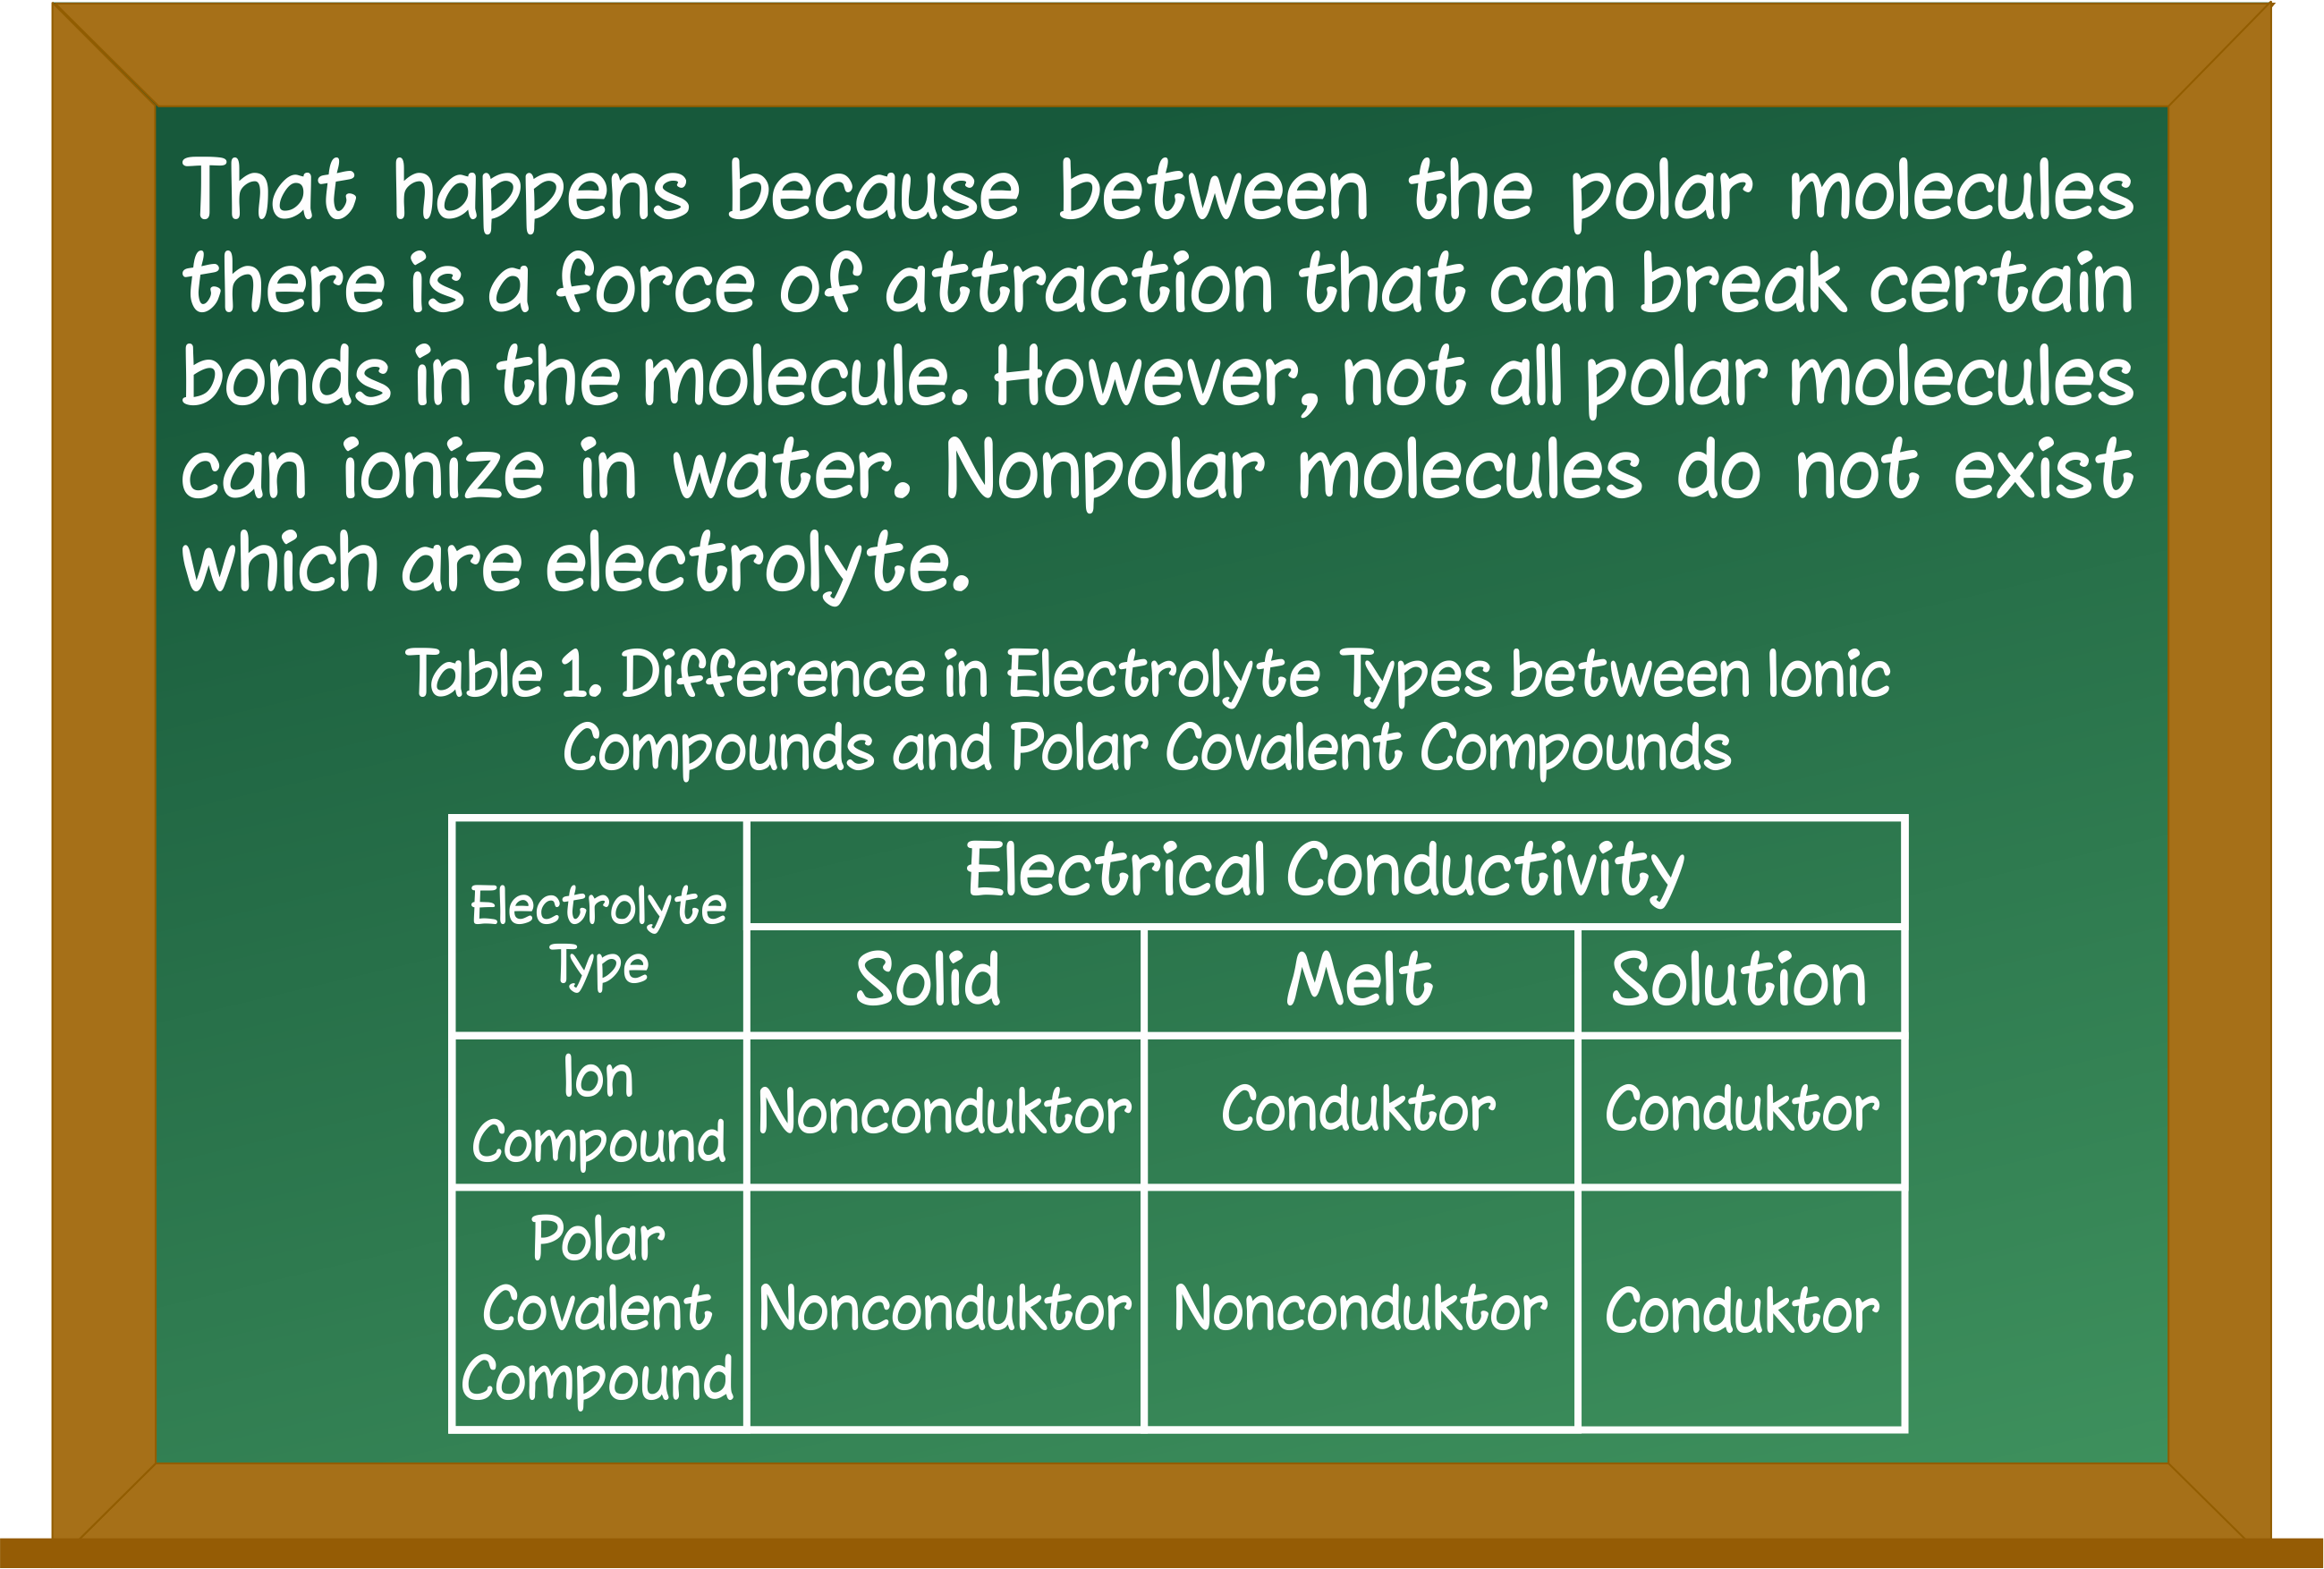 That happens because between the polar molecules
there is a fence of attraction that can break certain
bonds in the molecule. However, not all polar molecules
can ionize in water. Nonpolar molecules do not exist
which are electrolyte.
Table 1. Difference in Electrolyte Types between Ionic
Compounds and Polar Covalent Compounds
Electrolyte
Type
Electrical Conductivity
Solid
Melt
Solution
Ion
Compound
Nonconduktor
Conduktor
Conduktor
Polar
Covalent
Compound
Nonconduktor
Nonconduktor
Conduktor